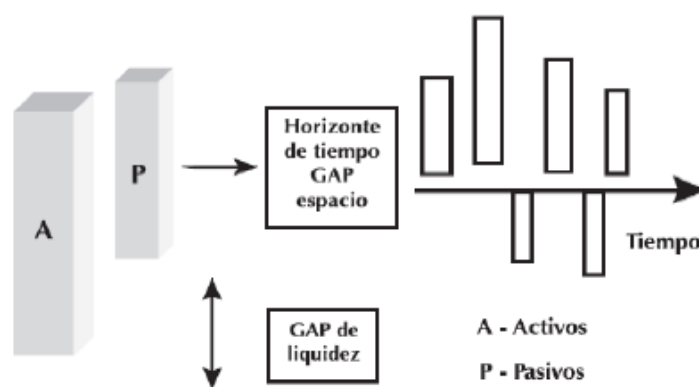 A
P
Horizonte
de tiempo
GAP
espacio
Tiempo
GAP de
liquidez
A - Activos
P - Pasivos